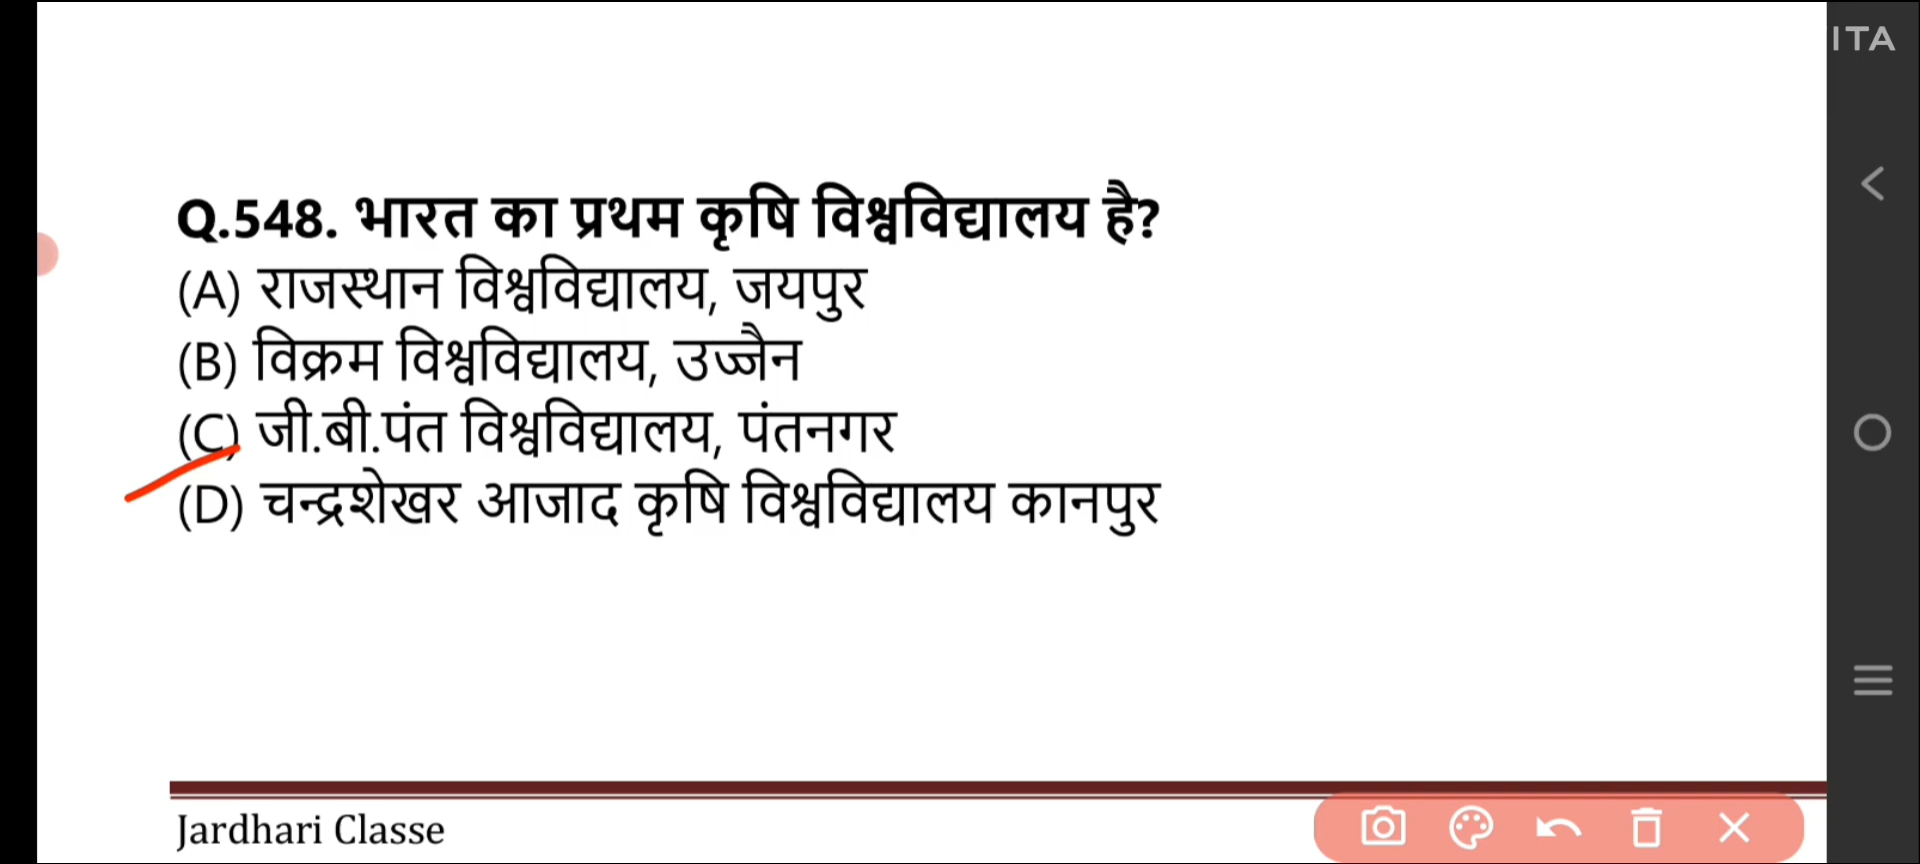 ITA
Q.548. भारत का प्रथम कृषि विश्वविद्यालय है?
(A) राजस्थान विश्वविद्यालय, जयपुर
(B) विक्रम विश्वविद्यालय, उज्जैन
(C) जी.बी.पंत विश्वविद्यालय, पंतनगर
(D) चन्द्रशेखर आजाद कृषि विश्वविद्यालय कानपुर
Jardhari Classe